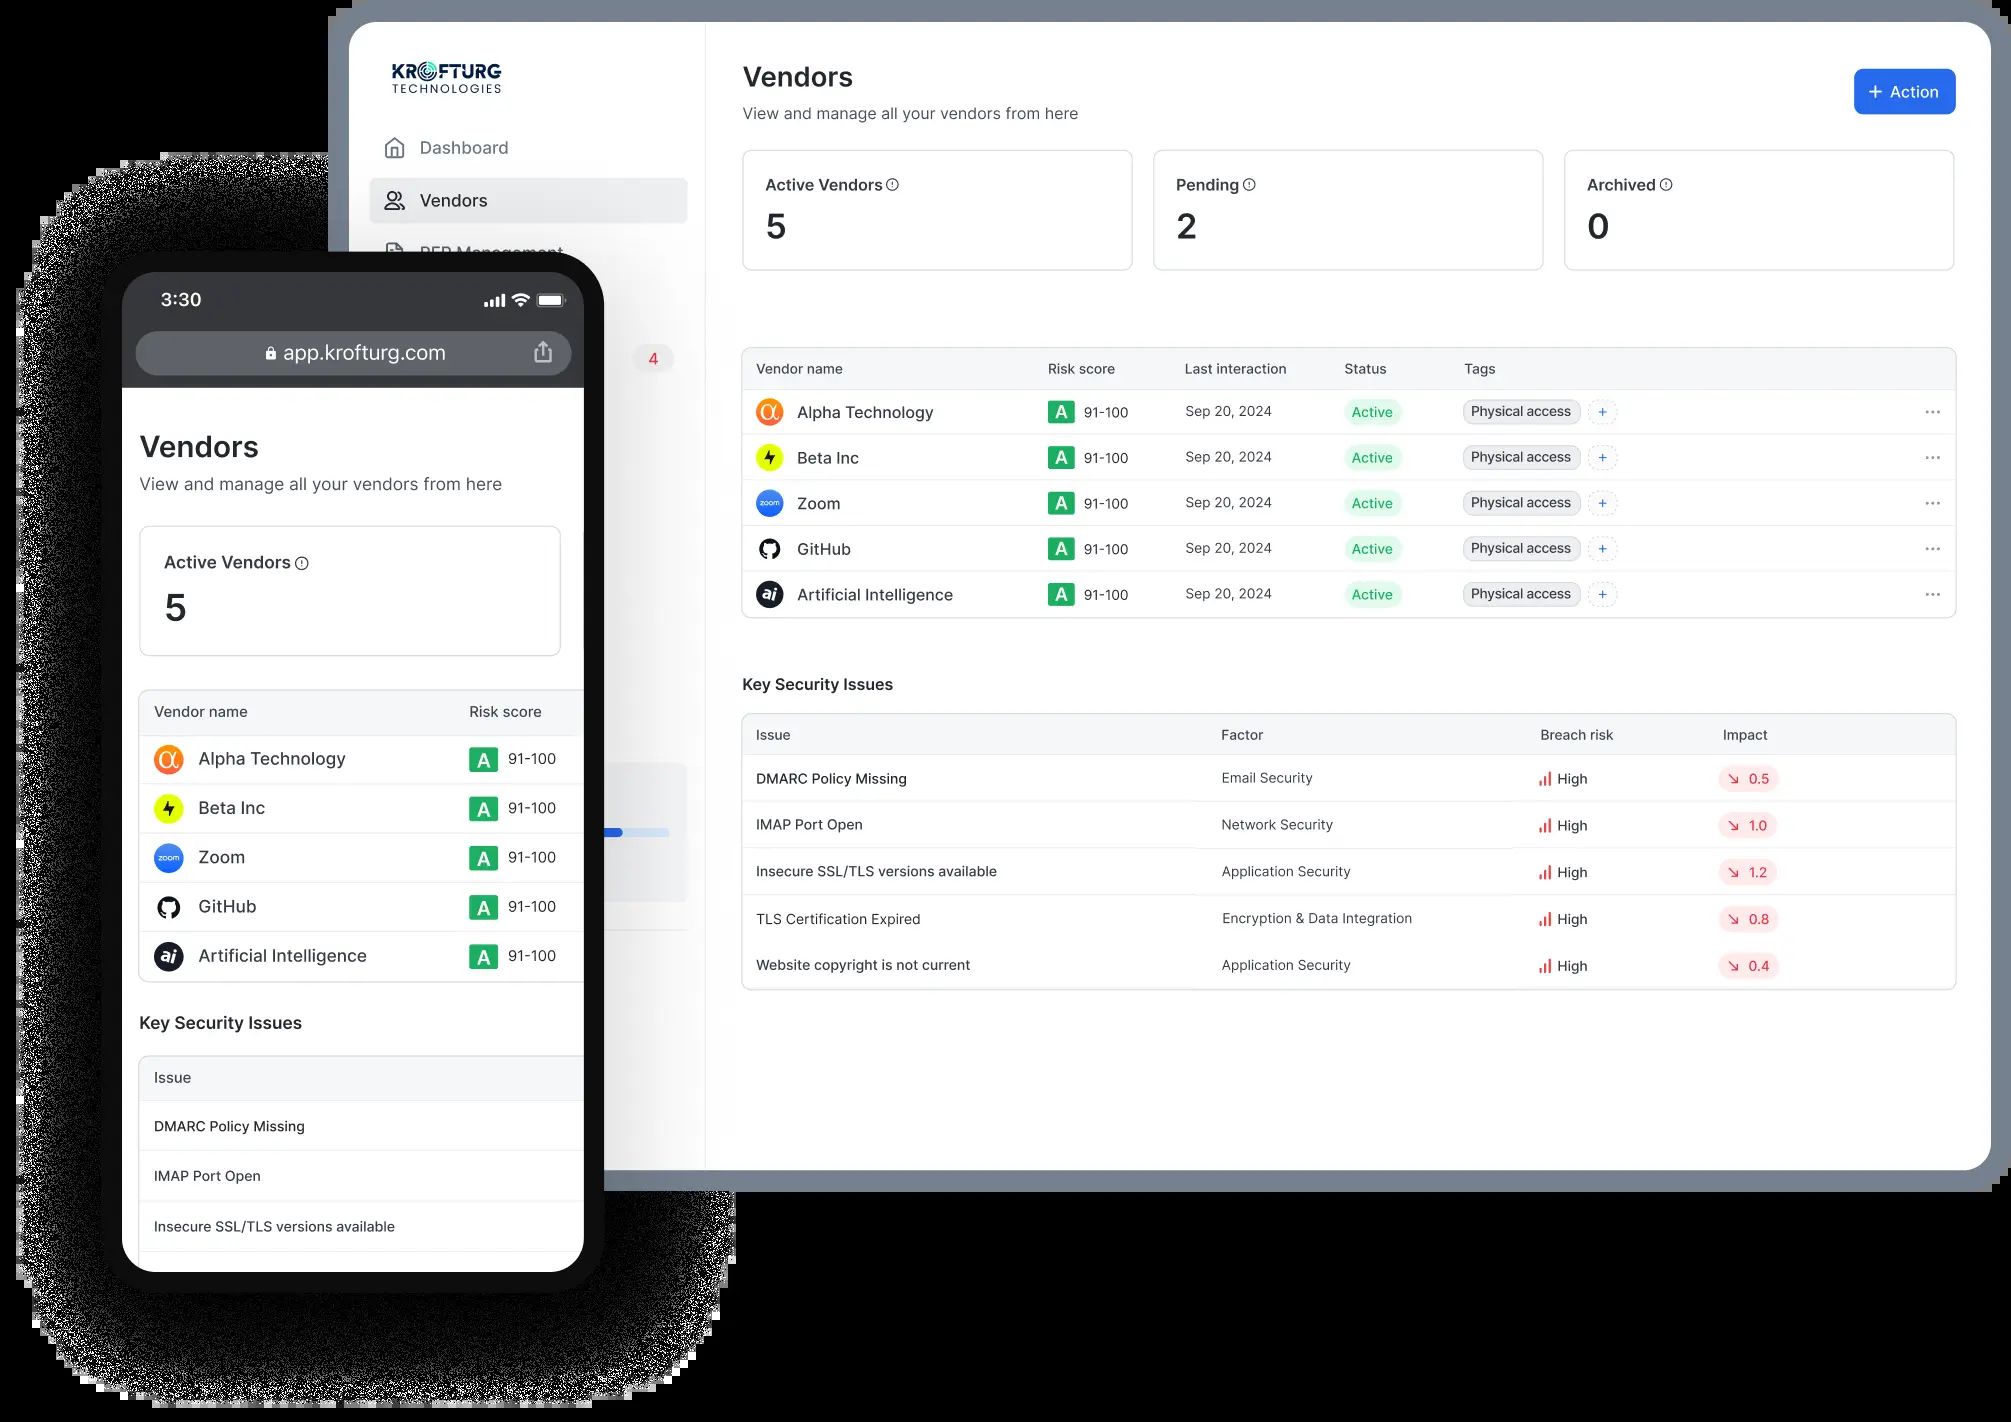 KROFTURG
TECHNOLOGIES
Dashboard
Vendors
RFP Management
4
Vendors
View and manage all your vendors from here
+ Action
Active Vendors
5
Pending
2
Archived
0
Vendor name Risk score Last interaction Status Tags
Alpha Technology A 91-100 Sep 20, 2024 Active Physical access +
Beta Inc A 91-100 Sep 20, 2024 Active Physical access +
zoom Zoom A 91-100 Sep 20, 2024 Active Physical access +
GitHub A 91-100 Sep 20, 2024 Active Physical access +
ai Artificial Intelligence A 91-100 Sep 20, 2024 Active Physical access +
Key Security Issues
Issue Factor Breach risk Impact
DMARC Policy Missing Email Security High 0.5
IMAP Port Open Network Security High 1.0
Insecure SSL/TLS versions available Application Security High 1.2
TLS Certification Expired Encryption & Data Integration High 0.8
Website copyright is not current Application Security High 0.4
3:30
app.krofturg.com
Vendors
View and manage all your vendors from here
Active Vendors
5
Vendor name Risk score
α Alpha Technology A 91-100
Beta Inc A 91-100
zoom Zoom A 91-100
GitHub A 91-100
ai Artificial Intelligence A 91-100
Key Security Issues
Issue
DMARC Policy Missing
IMAP Port Open
Insecure SSL/TLS versions available